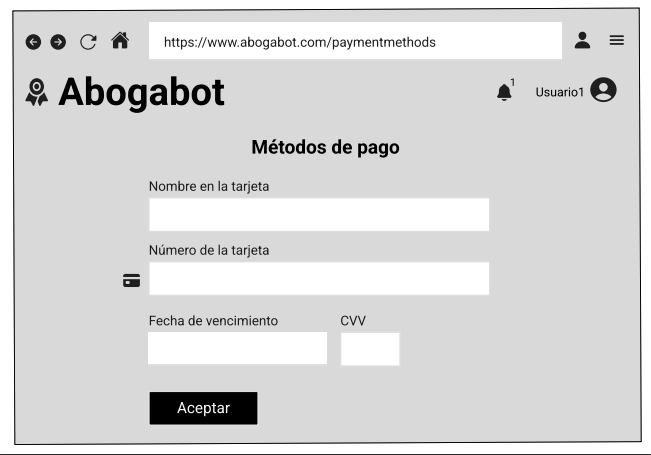 https://www.abogabot.com/paymentmethods
Abogabot
1
Usuario1
Métodos de pago
Nombre en la tarjeta
Número de la tarjeta
Fecha de vencimiento
CVV
Aceptar